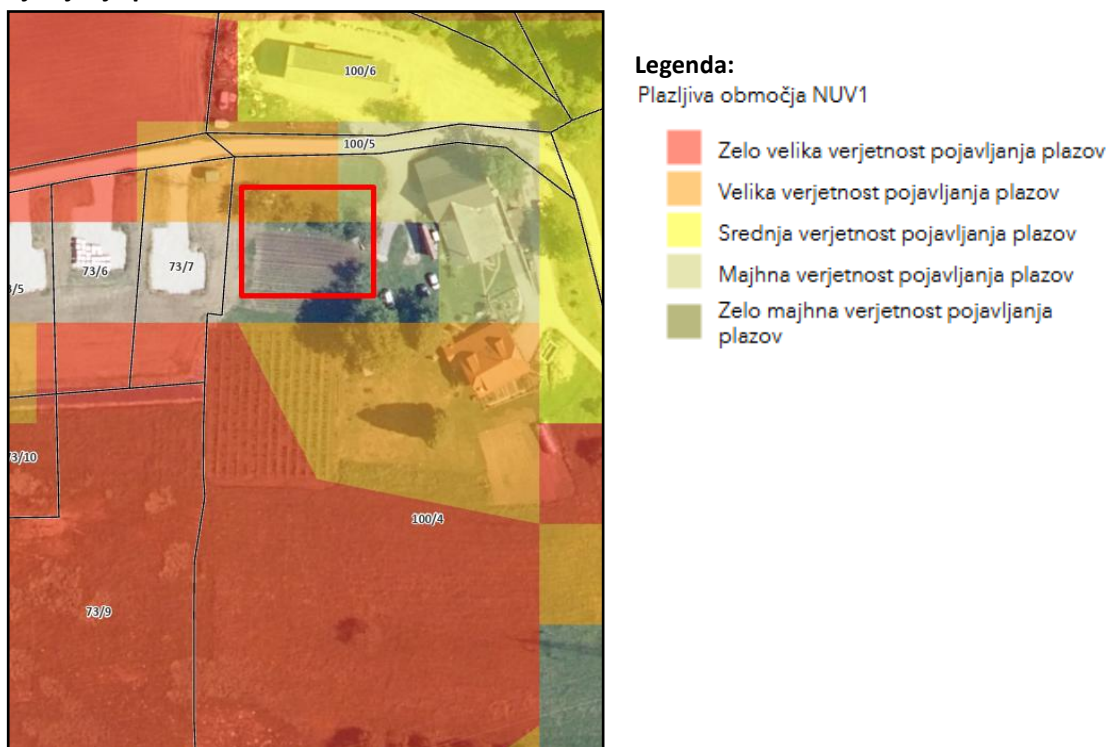 100/6
Legenda:
Plazljiva območja NUV1
100/5
Zelo velika verjetnost pojavljanja plazov
Velika verjetnost pojavljanja plazov
Srednja verjetnost pojavljanja plazov
Majhna verjetnost pojavljanja plazov
Zelo majhna verjetnost pojavljanja
plazov
73/6
73/7
3/5
3/10
100/4
73/9